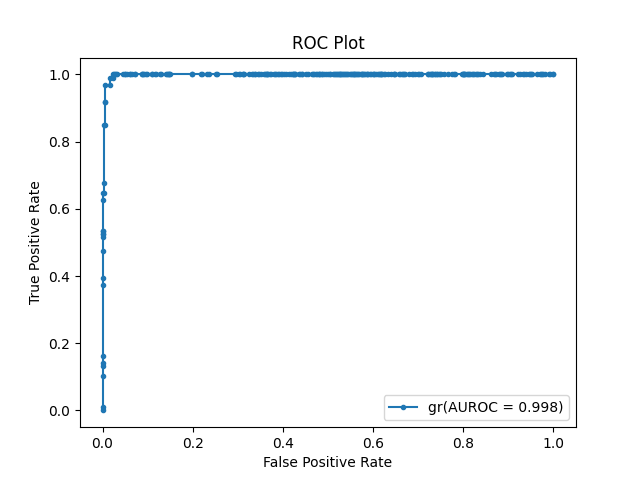 ROC Plot
True Positive Rate
1.0
0.8
0.6
0.4
0.2
0.0
gr(AUROC = 0.998)
0.0 0.2 0.4 0.6 0.8 1.0
False Positive Rate